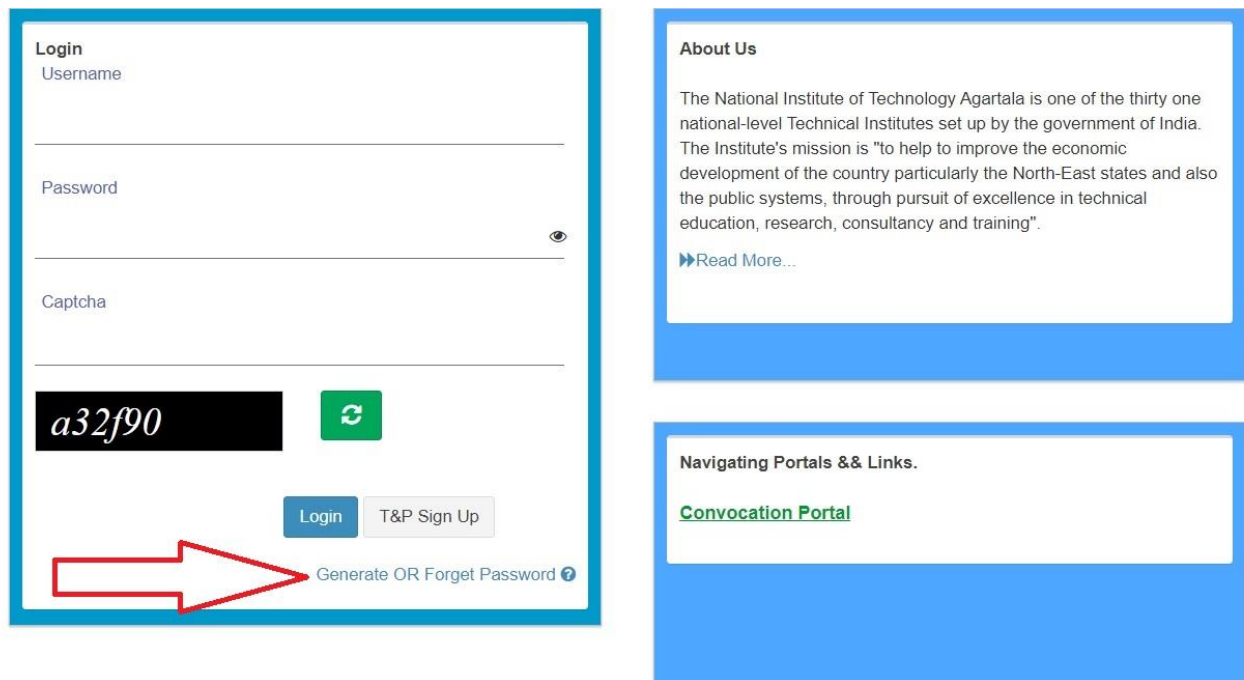 Login
Username
Password
Captcha
a32f90
Login
T&P Sign Up
Generate OR Forget Password
About Us
The National Institute of Technology Agartala is one of the thirty one
national-level Technical Institutes set up by the government of India.
The Institute's mission is "to help to improve the economic
development of the country particularly the North-East states and also
the public systems, through pursuit of excellence in technical
education, research, consultancy and training".
Read More...
Navigating Portals && Links.
Convocation Portal